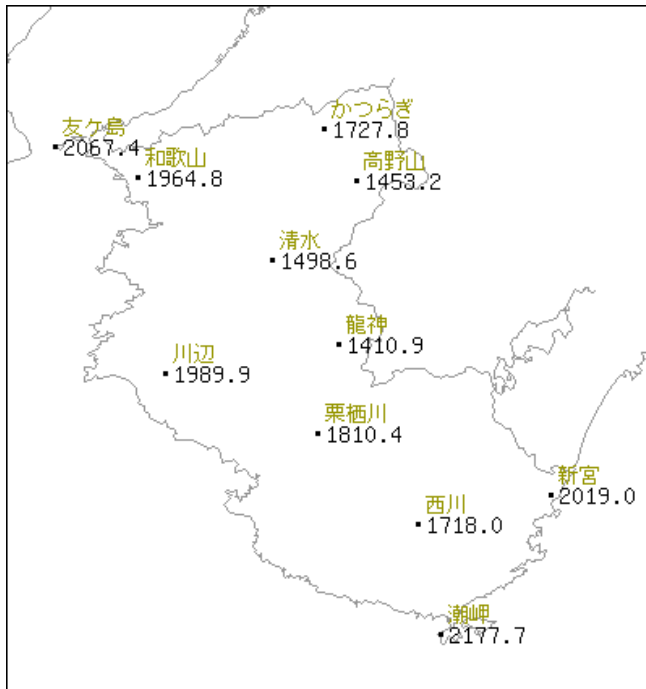 かつらぎ
1727.8
友ケ島
2067.4
和歌山
1964.8
高野山
1453.2
清水
1498.6
龍神
1410.9
川辺
1989.9
栗栖川
1810.4
新宮
2019.0
西川
1718.0
潮岬
2177.7